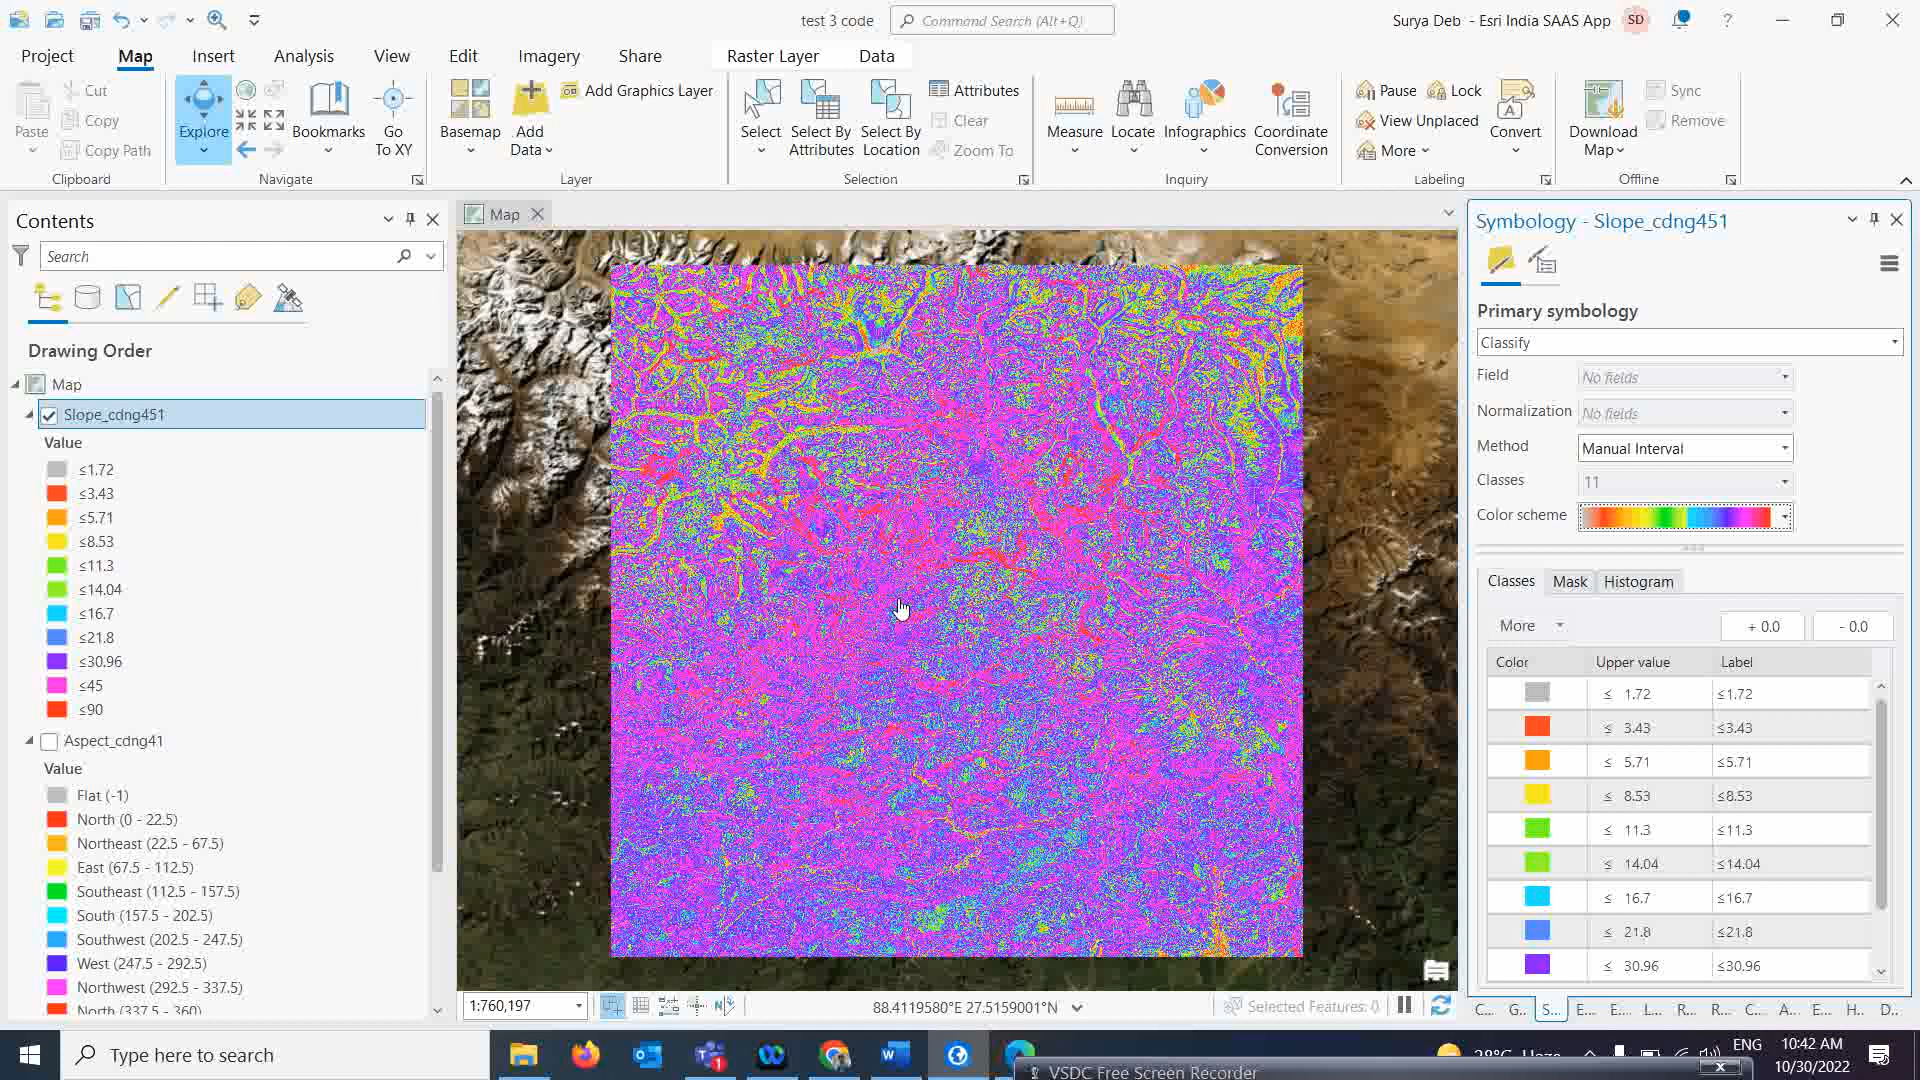 test 3 code
Command Search (Alt+Q)
Surya Deb - Esri India SAAS App
SD
?
Project
Map
Insert
Analysis
View
Edit
Imagery
Share
Raster Layer
Data
Paste
Cut
Copy
Copy Path
Clipboard
Explore
Bookmarks
Go To XY
Navigate
Basemap
Add Data
Add Graphics Layer
Layer
Select
Select By Attributes
Select By Location
Attributes
Clear
Zoom To
Selection
Measure
Locate
Infographics
Coordinate Conversion
Inquiry
Pause
Lock
View Unplaced
More
Convert
Labeling
Download Map
Sync
Remove
Offline
Contents
Search
Drawing Order
Map
Slope_cdng451
Value
≤1.72
≤3.43
≤5.71
≤8.53
≤11.3
≤14.04
≤16.7
≤21.8
≤30.96
≤45
≤90
Aspect_cdng41
Value
Flat (-1)
North (0 - 22.5)
Northeast (22.5 - 67.5)
East (67.5 - 112.5)
Southeast (112.5 - 157.5)
South (157.5 - 202.5)
Southwest (202.5 - 247.5)
West (247.5 - 292.5)
Northwest (292.5 - 337.5)
North (337.5 - 360)
Map
1:760,197
88.4119580°E 27.5159001°N
Selected Features: 0
Symbology - Slope_cdng451
Primary symbology
Classify
Field
No fields
Normalization
No fields
Method
Manual Interval
Classes
11
Color scheme
Classes
Mask
Histogram
More
+ 0.0
- 0.0
Color
Upper value
Label
≤ 1.72 ≤1.72
≤ 3.43 ≤3.43
≤ 5.71 ≤5.71
≤ 8.53 ≤8.53
≤ 11.3 ≤11.3
≤ 14.04 ≤14.04
≤ 16.7 ≤16.7
≤ 21.8 ≤21.8
≤ 30.96 ≤30.96
C... G.. S... E... E... L... R... R... C... A... E... H.. D..
Type here to search
28°C Haze
ENG
10:42 AM
10/30/2022
VSDC Free Screen Recorder